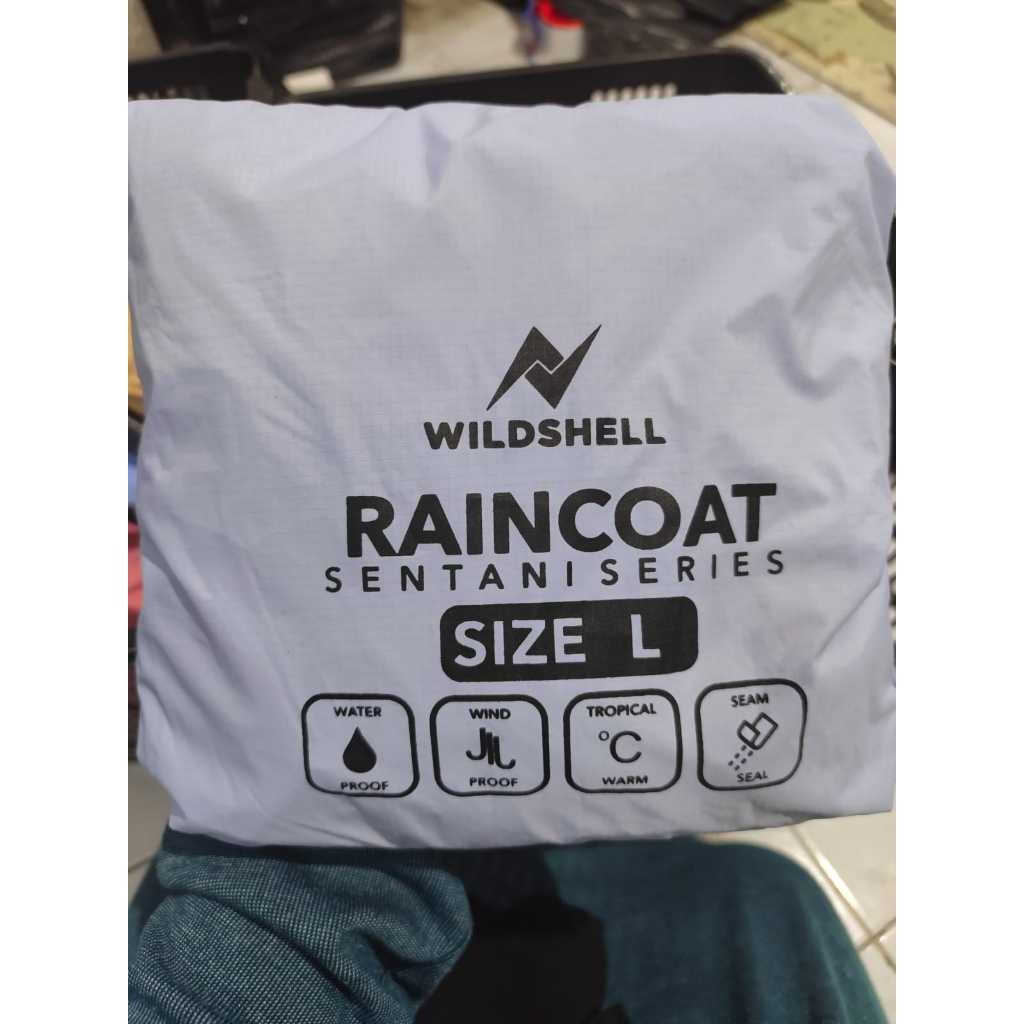 WILDSHELL
RAINCOAT
SENTANI SERIES
SIZE L
WATER
PROOF
WIND
PROOF
TROPICAL
°C
WARM
SEAM
SEAL